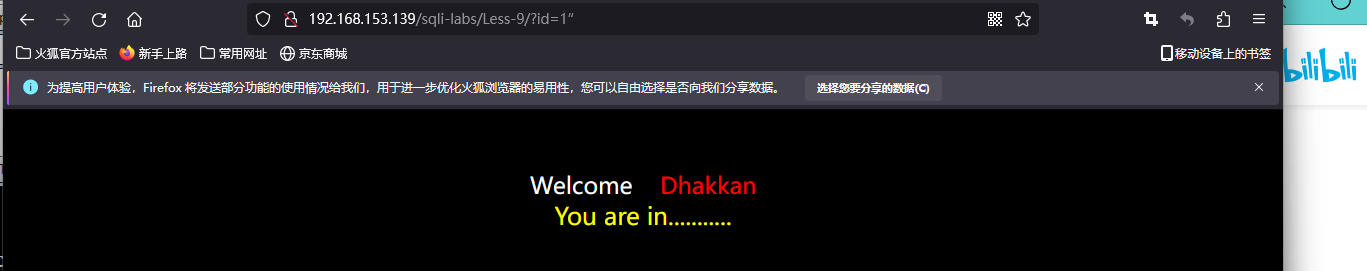 192.168.153.139/sqli-labs/Less-9/?id=1"
火狐官方站点 新手上路 常用网址 京东商城 移动设备上的书签
为提高用户体验，Firefox 将发送部分功能的使用情况给我们，用于进一步优化火狐浏览器的易用性，您可以自由选择是否向我们分享数据。 选择您要分享的数据(C)
bilibili
Welcome Dhakkan
You are in...........